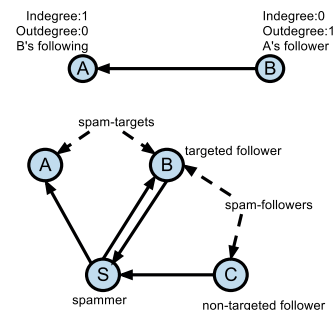 Indegree:1
Outdegree:0
B's following
Indegree:0
Outdegree:1
A's follower
A
B
spam-targets
A
B
targeted follower
spam-followers
S
C
spammer
non-targeted follower